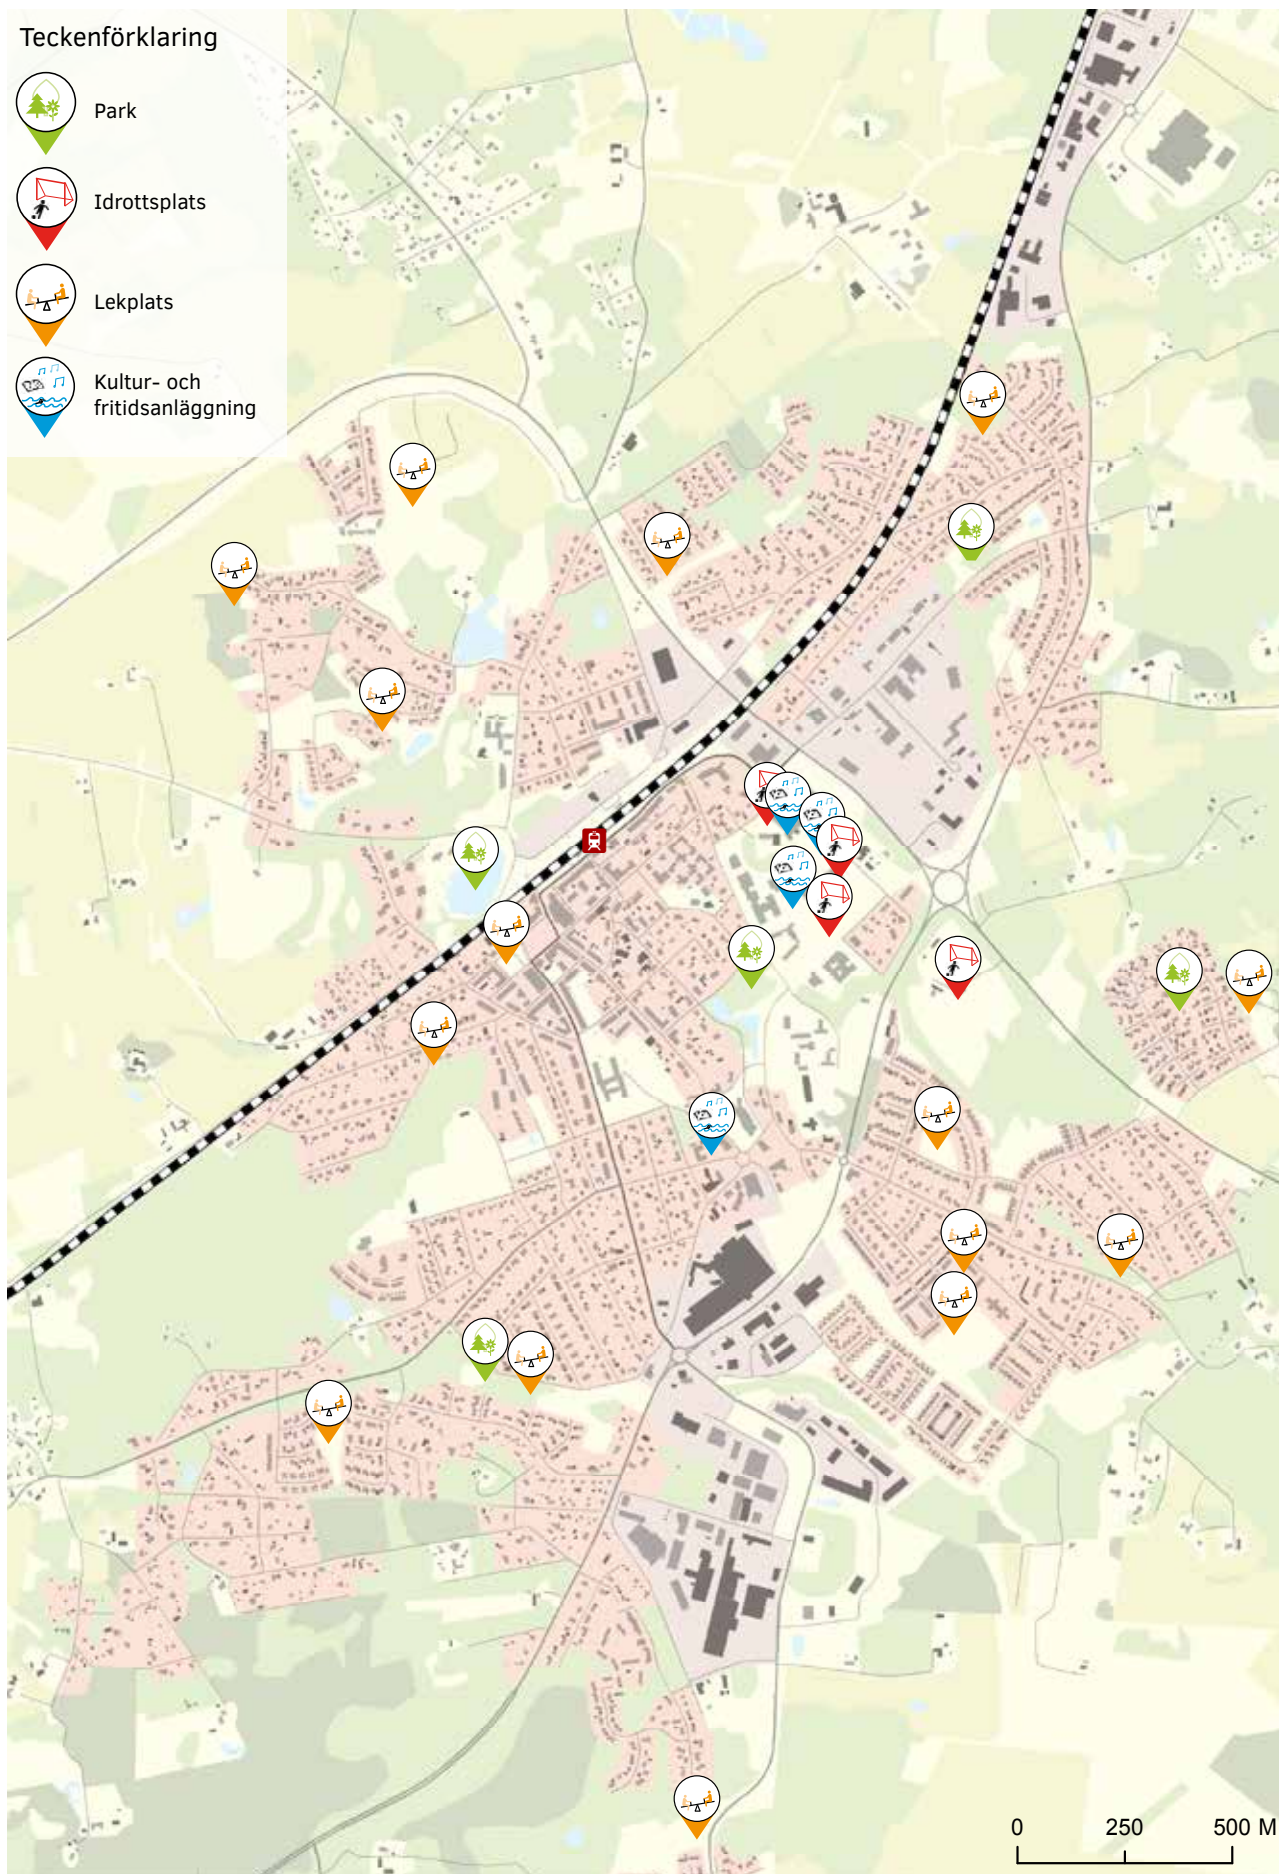 Teckenförklaring
Park
Idrottsplats
Lekplats
Kultur- och
fritidsanläggning
0 250 500 M